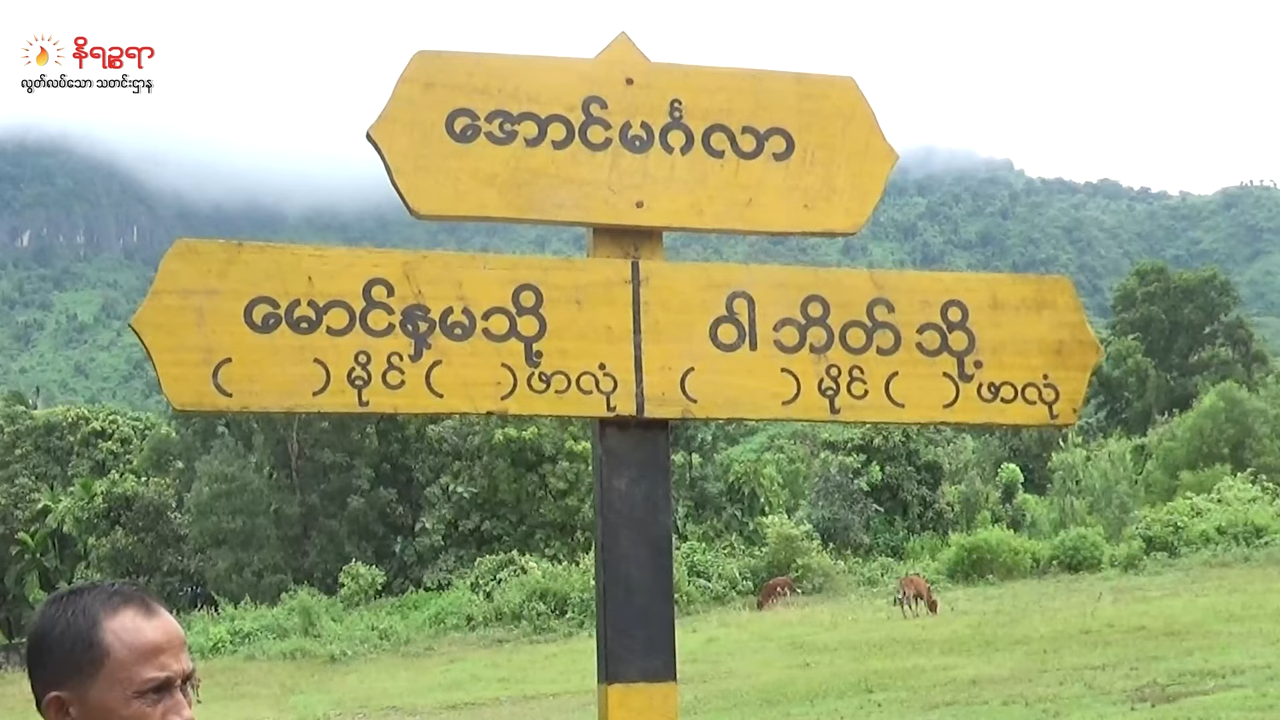 နိရဉ္စရာ
လွတ်လပ်သော သတင်းဌာန
အောင်မင်္ဂလာ
မောင်နှမသို့
(      ) မိုင် (      ) ဖာလုံ
ဝါဘိတ် သို့
(      ) မိုင် (      ) ဖာလုံ